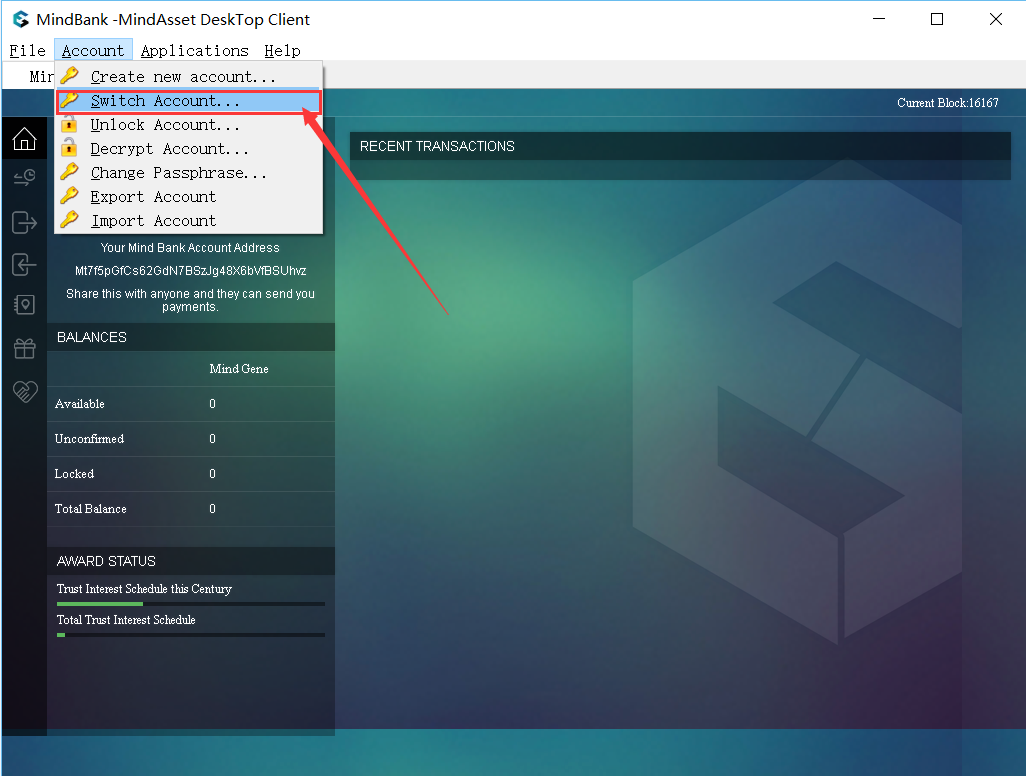 MindBank -MindAsset DeskTop Client
File Account Applications Help
Create new account...
Switch Account...
Unlock Account...
Decrypt Account...
Change Passphrase...
Export Account
Import Account
Current Block:16167
RECENT TRANSACTIONS
Your Mind Bank Account Address
Mt7f5pGfCs62GdN7BSzJg48X6bVfBSUhvz
Share this with anyone and they can send you
payments.
BALANCES
Mind Gene
Available 0
Unconfirmed 0
Locked 0
Total Balance 0
AWARD STATUS
Trust Interest Schedule this Century
Total Trust Interest Schedule